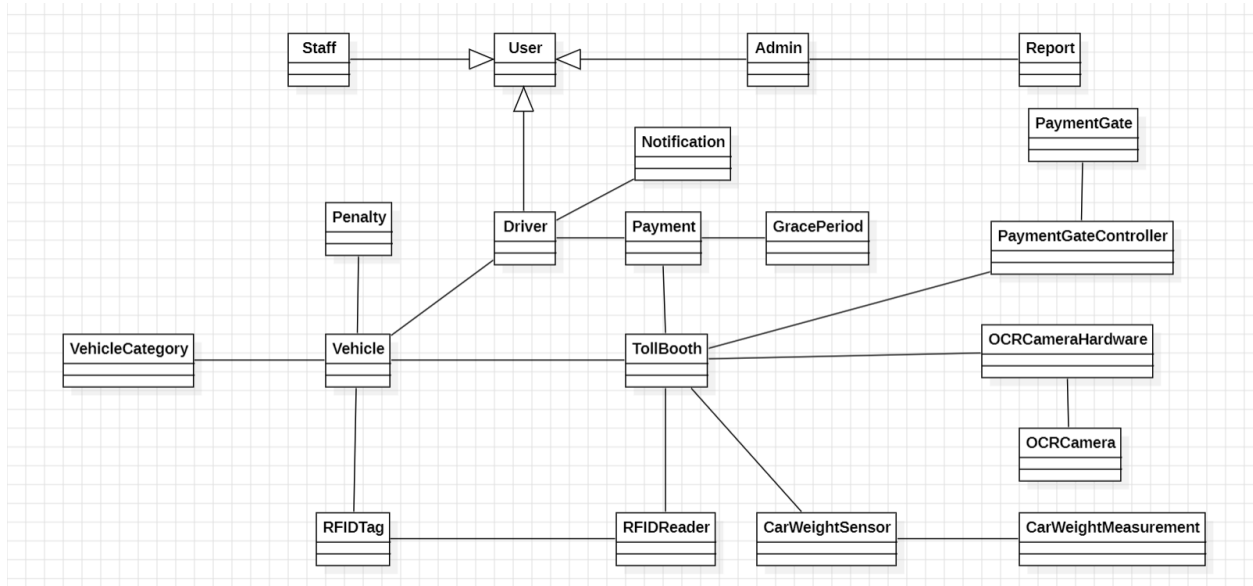 Staff
User
Admin
Report
PaymentGate
Notification
Penalty
Driver
Payment
GracePeriod
PaymentGateController
VehicleCategory
Vehicle
TollBooth
OCRCameraHardware
OCRCamera
RFIDTag
RFIDReader
CarWeightSensor
CarWeightMeasurement